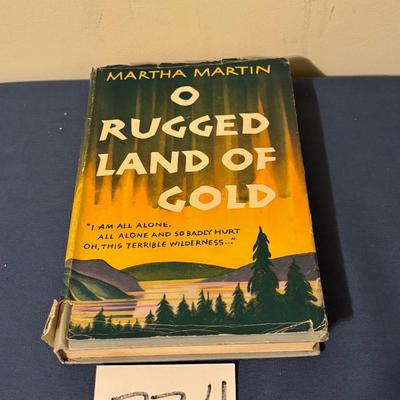 MARTHA MARTIN
O
RUGGED
LAND OF
GOLD
"I AM ALL ALONE,
ALL ALONE AND SO BADLY HURT
OH, THIS TERRIBLE WILDERNESS..."